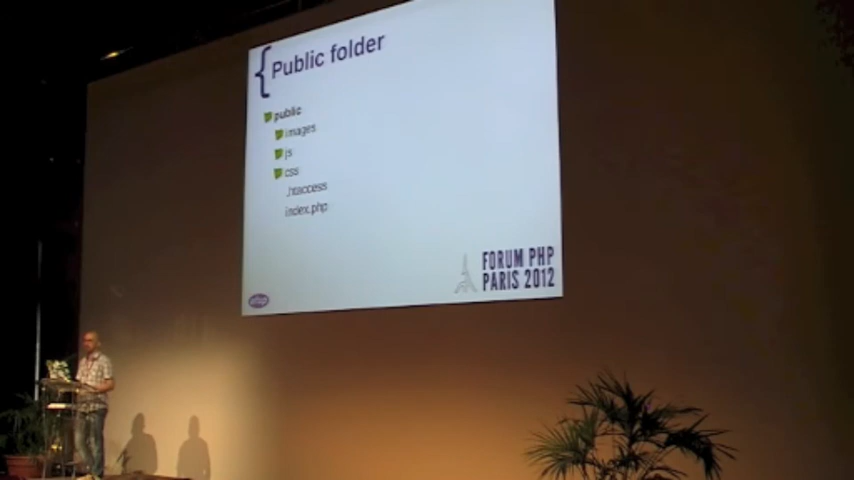 { Public folder
public
images
js
css
.htaccess
index.php
FORUM PHP
PARIS 2012